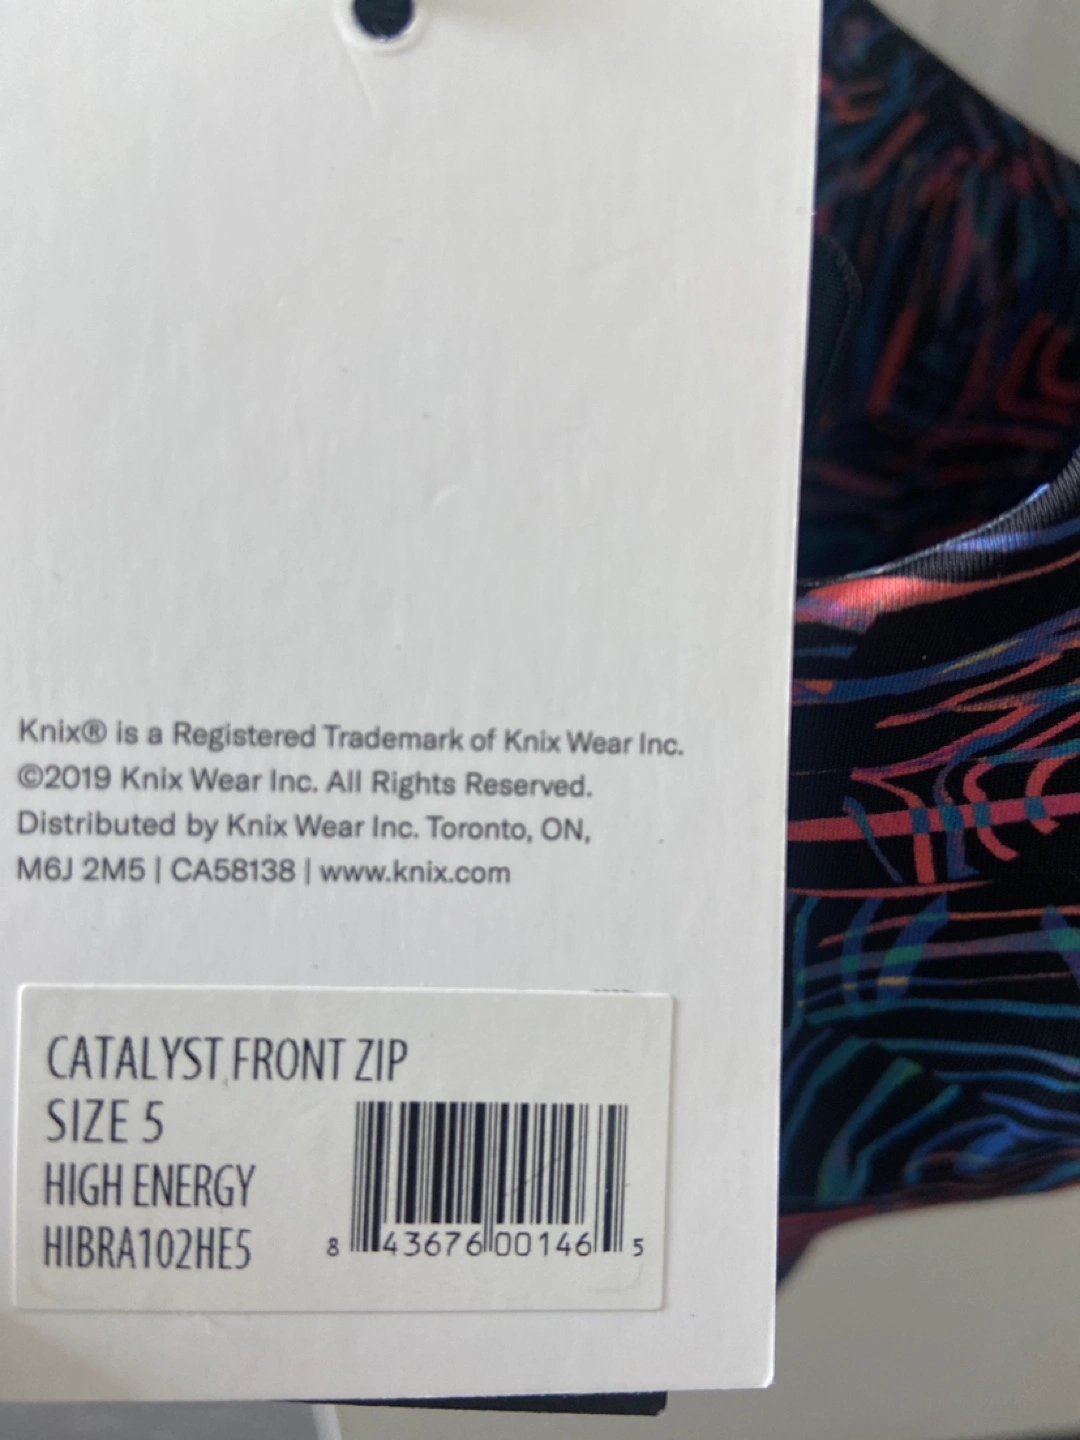 Knix® is a Registered Trademark of Knix Wear Inc.
©2019 Knix Wear Inc. All Rights Reserved.
Distributed by Knix Wear Inc. Toronto, ON,
M6J 2M5 | CA58138 | www.knix.com
CATALYST FRONT ZIP
SIZE 5
HIGH ENERGY
HIBRA102HE5
8 43676 00146 5